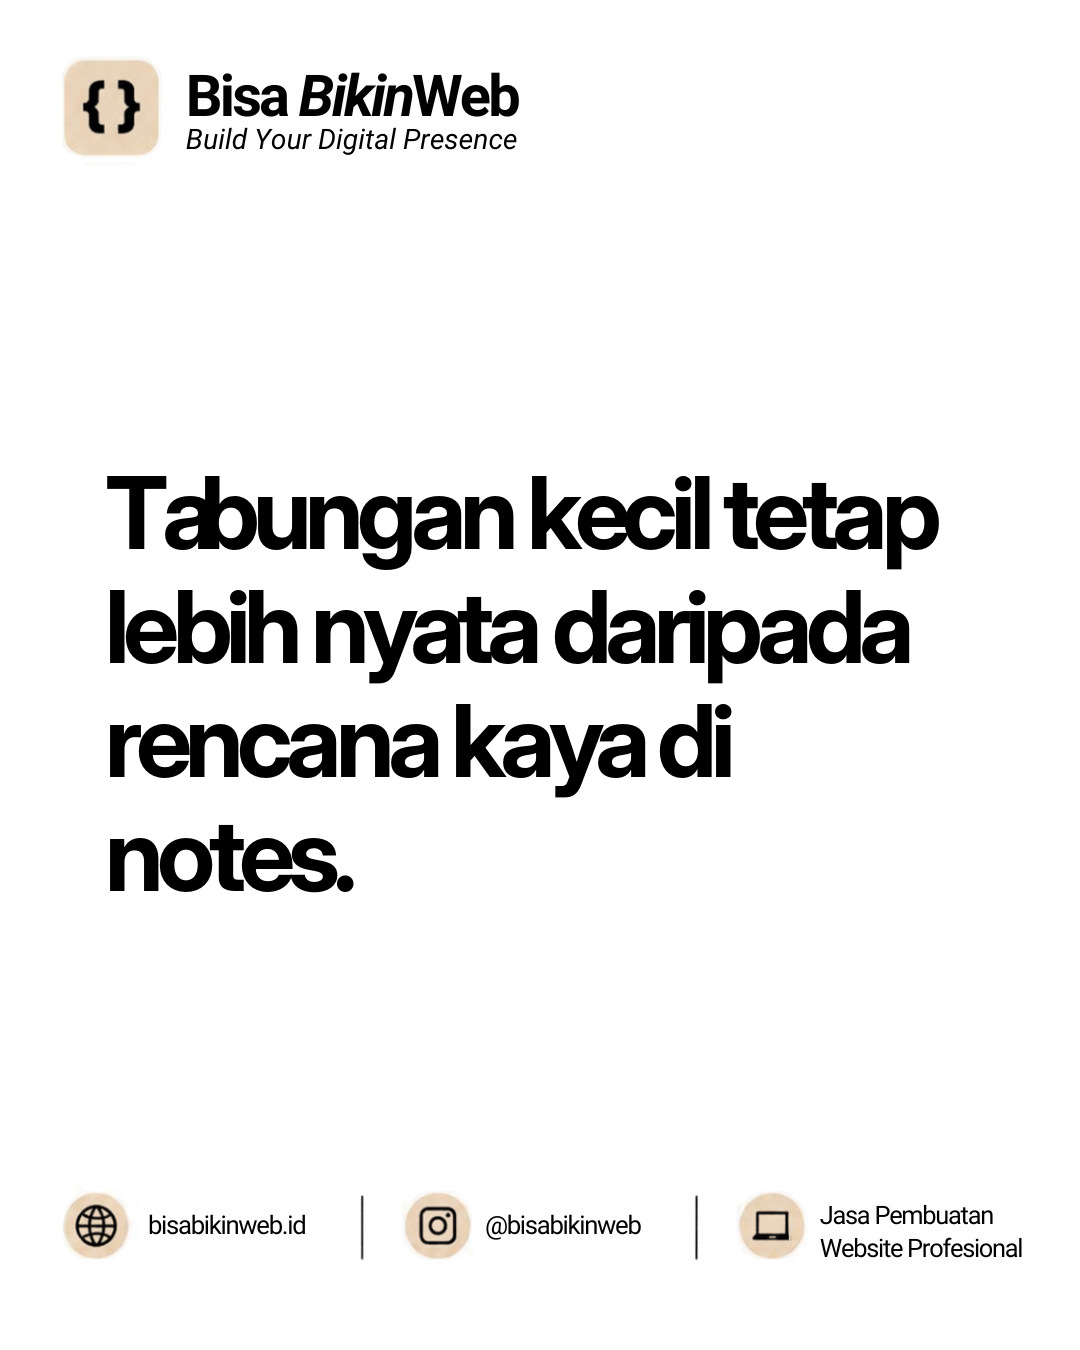 { }
Bisa BikinWeb
Build Your Digital Presence
Tabungan kecil tetap
lebih nyata daripada
rencana kaya di
notes.
bisabikinweb.id
@bisabikinweb
Jasa Pembuatan
Website Profesional